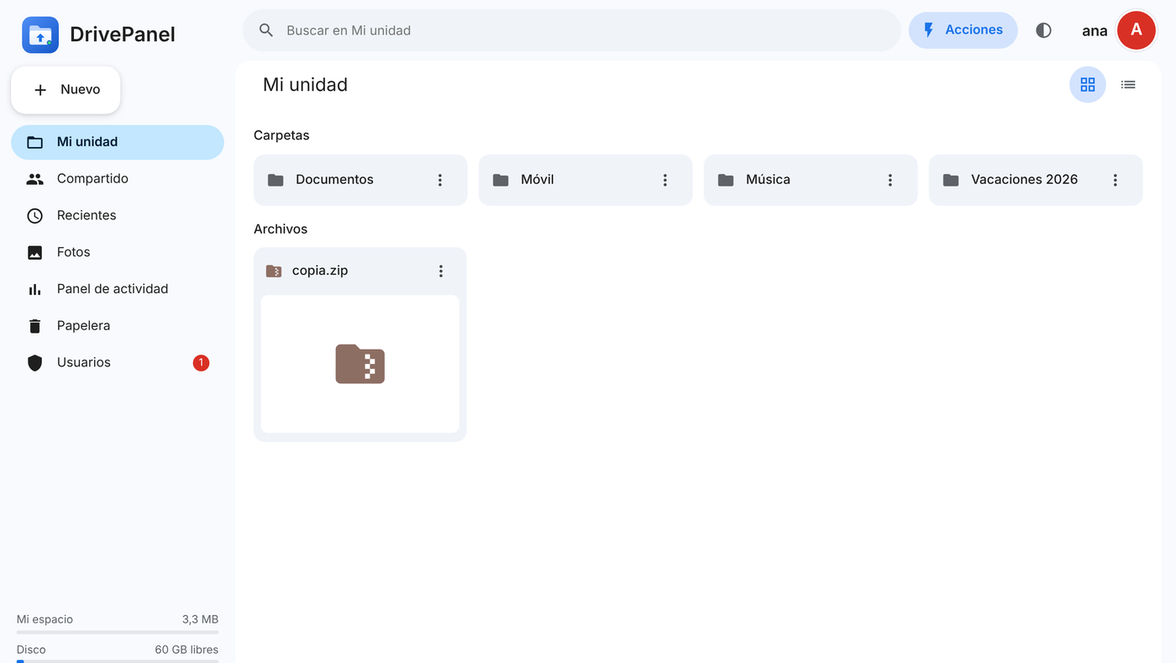 DrivePanel
Buscar en Mi unidad
Acciones
ana
A
Nuevo
Mi unidad
Compartido
Recientes
Fotos
Panel de actividad
Papelera
Usuarios
1
Mi espacio
3,3 MB
Disco
60 GB libres
Mi unidad
Carpetas
Documentos
Móvil
Música
Vacaciones 2026
Archivos
copia.zip